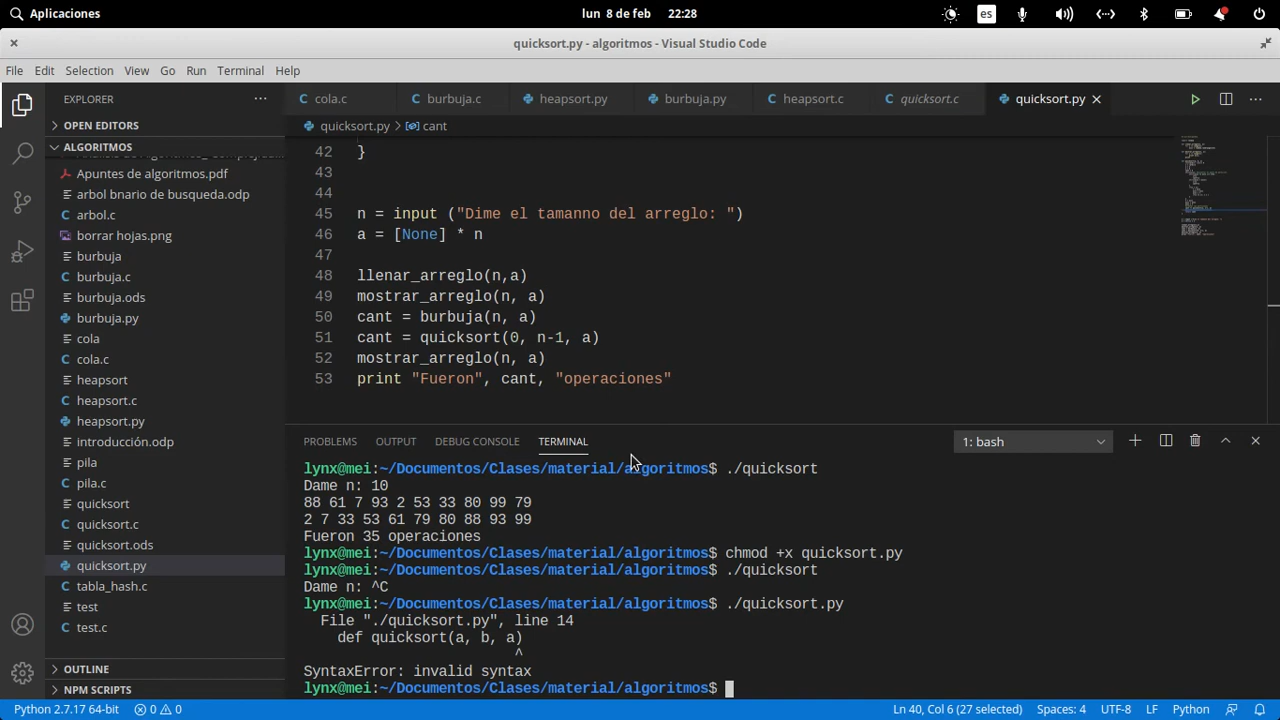 Aplicaciones lun 8 de feb 22:28 es
quicksort.py - algoritmos - Visual Studio Code
File Edit Selection View Go Run Terminal Help
EXPLORER
cola.c burbuja.c heapsort.py burbuja.py heapsort.c quicksort.c quicksort.py
OPEN EDITORS
quicksort.py > cant
ALGORITMOS
Apuntes de algoritmos.pdf
arbol bnario de busqueda.odp
arbol.c
borrar hojas.png
burbuja
burbuja.c
burbuja.ods
burbuja.py
cola
cola.c
heapsort
heapsort.c
heapsort.py
introducción.odp
pila
pila.c
quicksort
quicksort.c
quicksort.ods
quicksort.py
tabla_hash.c
test
test.c
OUTLINE
NPM SCRIPTS
42 }
43
44
45 n = input ("Dime el tamanno del arreglo: ")
46 a = [None] * n
47
48 llenar_arreglo(n,a)
49 mostrar_arreglo(n, a)
50 cant = burbuja(n, a)
51 cant = quicksort(0, n-1, a)
52 mostrar_arreglo(n, a)
53 print "Fueron", cant, "operaciones"
PROBLEMS OUTPUT DEBUG CONSOLE TERMINAL 1: bash
lynx@mei:~/Documentos/Clases/material/algoritmos$ ./quicksort
Dame n: 10
88 61 7 93 2 53 33 80 99 79
2 7 33 53 61 79 80 88 93 99
Fueron 35 operaciones
lynx@mei:~/Documentos/Clases/material/algoritmos$ chmod +x quicksort.py
lynx@mei:~/Documentos/Clases/material/algoritmos$ ./quicksort
Dame n: ^C
lynx@mei:~/Documentos/Clases/material/algoritmos$ ./quicksort.py
File "./quicksort.py", line 14
def quicksort(a, b, a)
^
SyntaxError: invalid syntax
lynx@mei:~/Documentos/Clases/material/algoritmos$
Python 2.7.17 64-bit 0 0 Ln 40, Col 6 (27 selected) Spaces: 4 UTF-8 LF Python